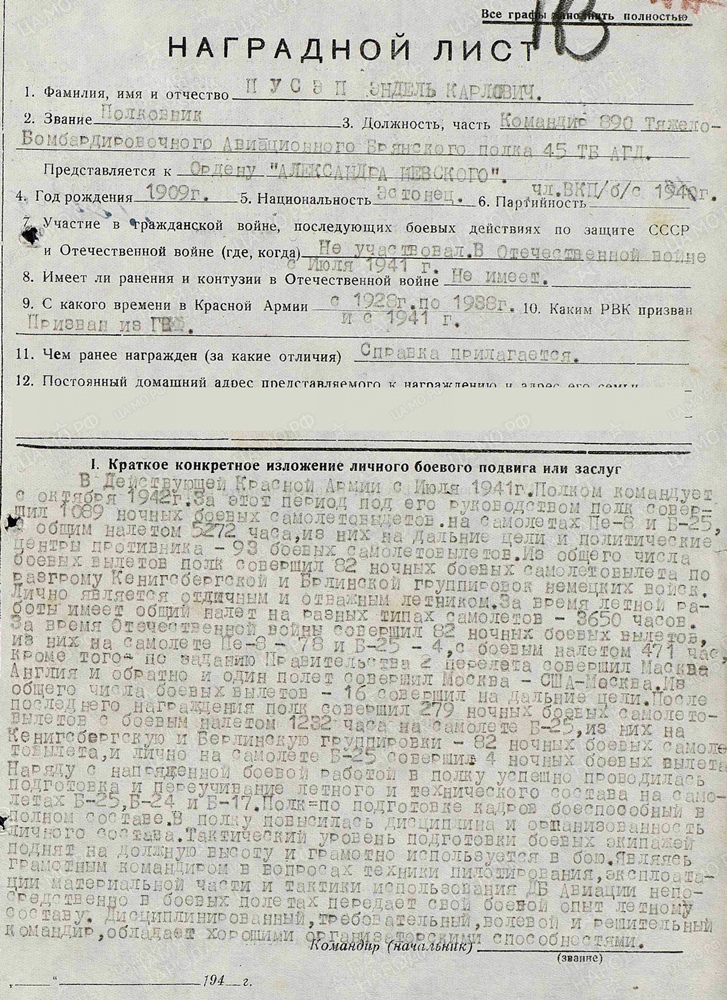 Все графы заполнить полностью
НАГРАДНОЙ ЛИСТ
1. Фамилия, имя и отчество ПУСЭП ЭНДЕЛЬ КАРЛОВИЧ.
2. Звание Полковник 3. Должность, часть Командир 890 Тяжело-
Бомбардировочного Авиационного Брянского полка 45 ТБ АГД.
Представляется к Ордену "АЛЕКСАНДРА НЕВСКОГО".
4. Год рождения 1909г. 5. Национальность Эстонец. 6. Партийность чл.ВКП/б/с 1940г.
7. Участие в гражданской войне, последующих боевых действиях по защите СССР
и Отечественной войне (где, когда) Не участвовал.В Отечественной войне
с Июля 1941 г.
8. Имеет ли ранения и контузии в Отечественной войне Не имеет.
9. С какого времени в Красной Армии с 1928г.по 1938г. 10. Каким РВК призван
и с 1941 г.
Призван из ГВФ.
11. Чем ранее награжден (за какие отличия) Справка прилагается.
12. Постоянный домашний адрес представляемого к награждению и адрес его семьи
I. Краткое конкретное изложение личного боевого подвига или заслуг
В Действующей Красной Армии с Июля 1941г.Полком командует
с октября 1942г.За этот период под его руководством полк совер-
шил 1089 ночных боевых самолетовылетов.на самолетах Пе-8 и Б-25,
с общим налетом 5272 часа,из них на дальние цели и политические
центры противника - 93 боевых самолетовылетов.Из общего числа
боевых вылетов полк совершил 82 ночных боевых самолетовылета по
разгрому Кенигсбергской и Брлинской группировок немецких войск.
Лично является отличным и отважным летником.За время летной ра-
боты имеет общий налет на разных типах самолетов - 3650 часов.
За время Отечественной войны совершил 82 ночных боевых вылетов,
из них на самолете Пе-8 - 78 и Б-25 - 4,с боевым налетом 471 час,
кроме того- по заданию Правительства 2 перелета совершил Масква
Англия и обратно и один полет совершил Москва - США-Москва.Из
общего числа боевых вылетов - 16 совершил на дальние цели.После
последнего награждения полк совершил 279 ночных боевых самолето-
вылетов с боевым налетом 1232 часа на самолете Б-25,из них на
Кенигсбергскую и Берлинскую группировки - 82 ночных боевых самоле
товылета,и лично на самолете Б-25 совершил 4 ночных боевых вылета
Наряду с напряженной боевой работой в полку успешно проводилась
подготовка и переучивание летного и технического состава на само-
летах Б-25,Б-24 и Б-17.Полк=по подготовке кадров боеспособный в
полном составе.В полку повысилась дисциплина и организованность
личного состава.Тактический уровень подготовки боевых экипажей
поднят на должную высоту и грамотно используется в бою.Являясь
грамотным командиром в вопросах техники пилотирования,эксплоата-
ции материальной части и тактики использования ДБ Авиации непо-
средственно в боевых полетах передает свой боевой опыт летному
составу. Дисциплинированный,требовательный,волевой и решительный
командир,обладает хорошими организаторскими способностями.
Командир (начальник)
(звание)
„ “ 194 г.